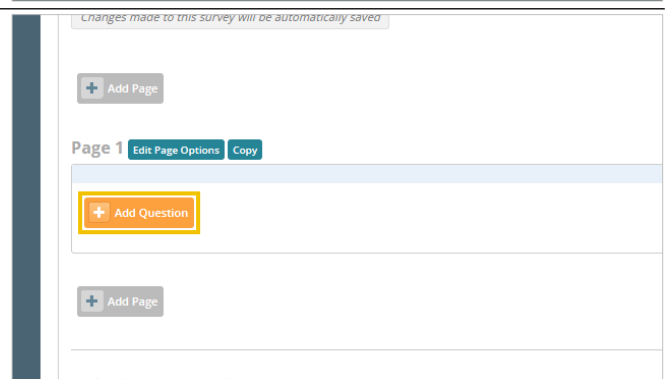 Changes made to this survey will be automatically saved
Add Page
Page 1 Edit Page Options Copy
Add Question
Add Page